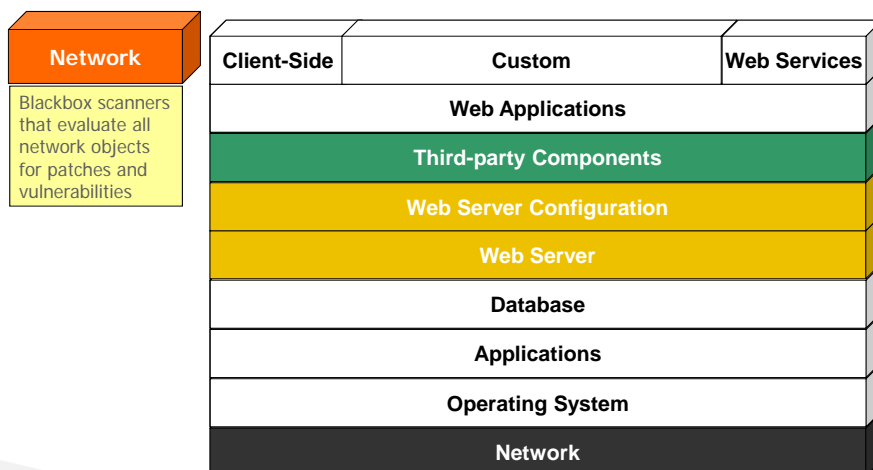 Network
Blackbox scanners
that evaluate all
network objects
for patches and
vulnerabilities
Client-Side
Custom
Web Services
Web Applications
Third-party Components
Web Server Configuration
Web Server
Database
Applications
Operating System
Network